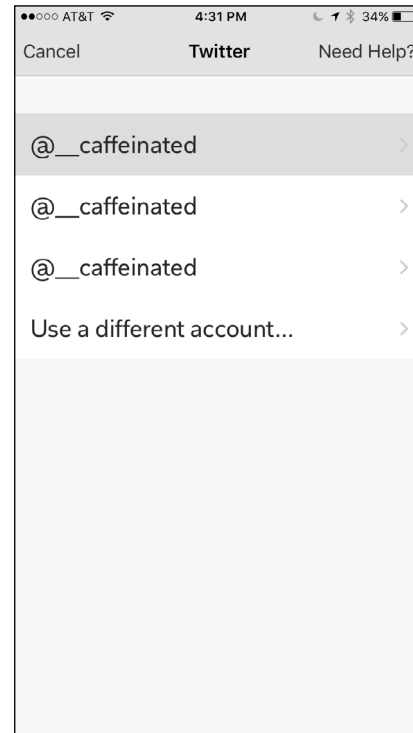 AT&T 4:31 PM 34%
Cancel Twitter Need Help?
@__caffeinated
@__caffeinated
@__caffeinated
Use a different account...